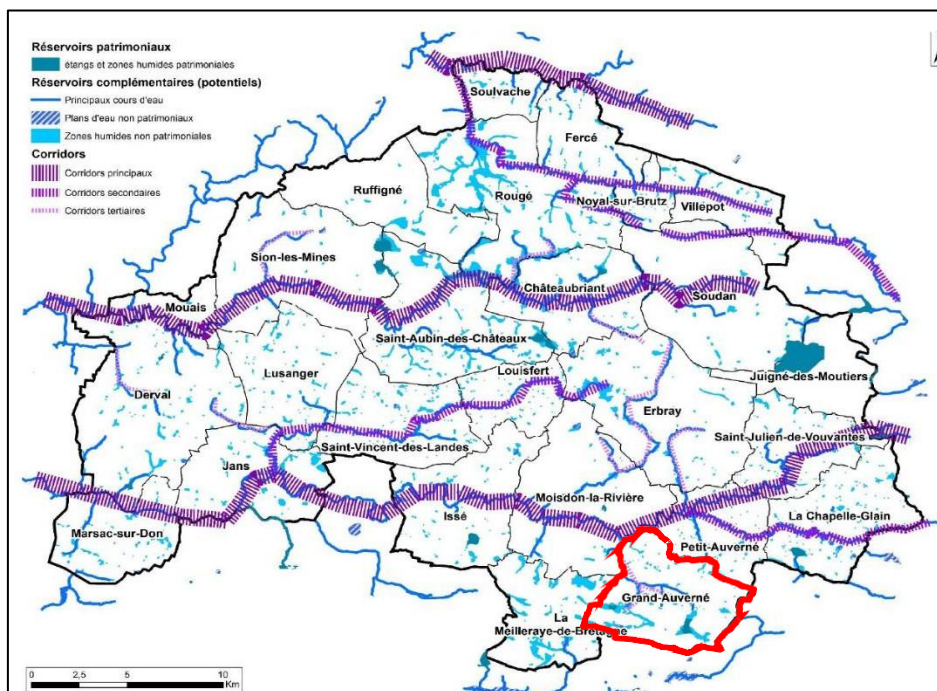 Réservoirs patrimoniaux
étangs et zones humides patrimoniales
Réservoirs complémentaires (potentiels)
Principaux cours d'eau
Plans d'eau non patrimoniaux
Zones humides non patrimoniales
Corridors
Corridors principaux
Corridors secondaires
Corridors tertiaires
Soulvache
Fercé
Ruffigné
Rougé
Noyal-sur-Brutz
Villepot
Sion-les-Mines
Châteaubriant
Soudan
Mouais
Saint-Aubin-des-Châteaux
Juigné-des-Moutiers
Lusanger
Louisfert
Derval
Erbray
Saint-Julien-de-Vouvantes
Saint-Vincent-des-Landes
Jans
Moisdon-la-Rivière
Issé
La Chapelle-Glain
Marsac-sur-Don
Petit-Auverné
Grand-Auverné
La
Meilleraye-de-Bretagne
0 2,5 5 10
Km